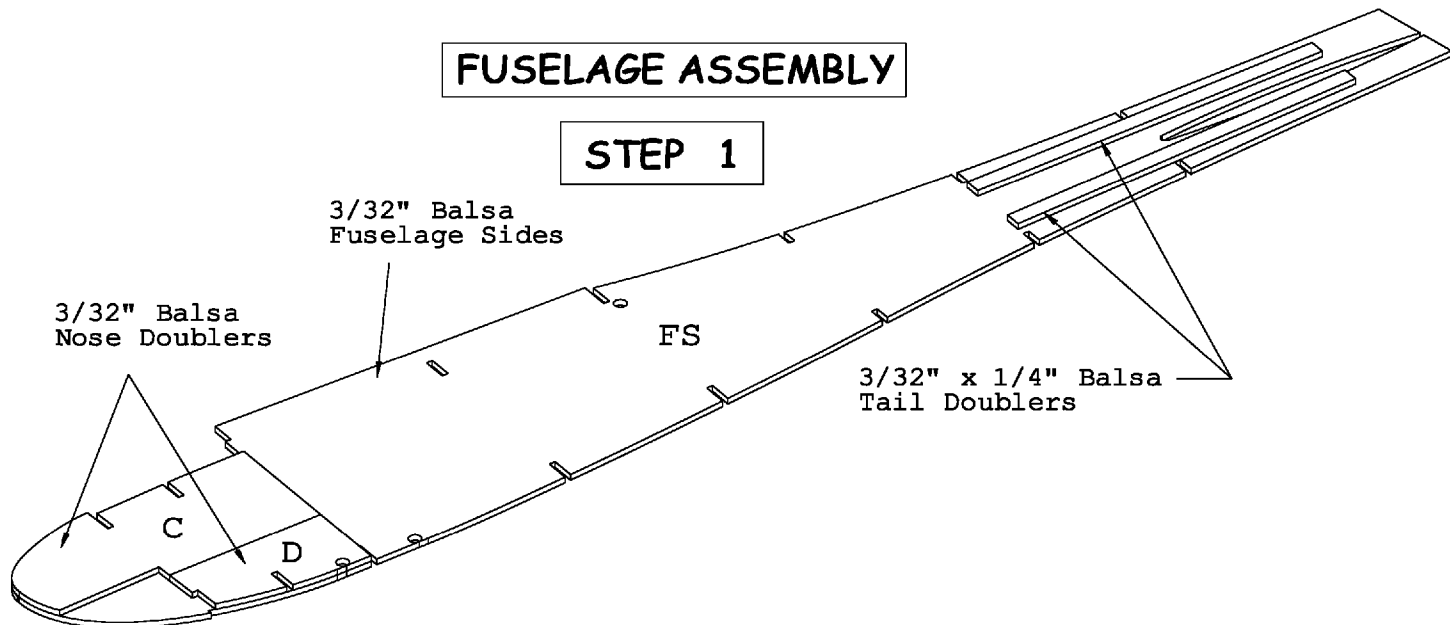 FUSELAGE ASSEMBLY
STEP 1
3/32" Balsa
Fuselage Sides
3/32" Balsa
Nose Doublers
FS
3/32" x 1/4" Balsa
Tail Doublers
C
D